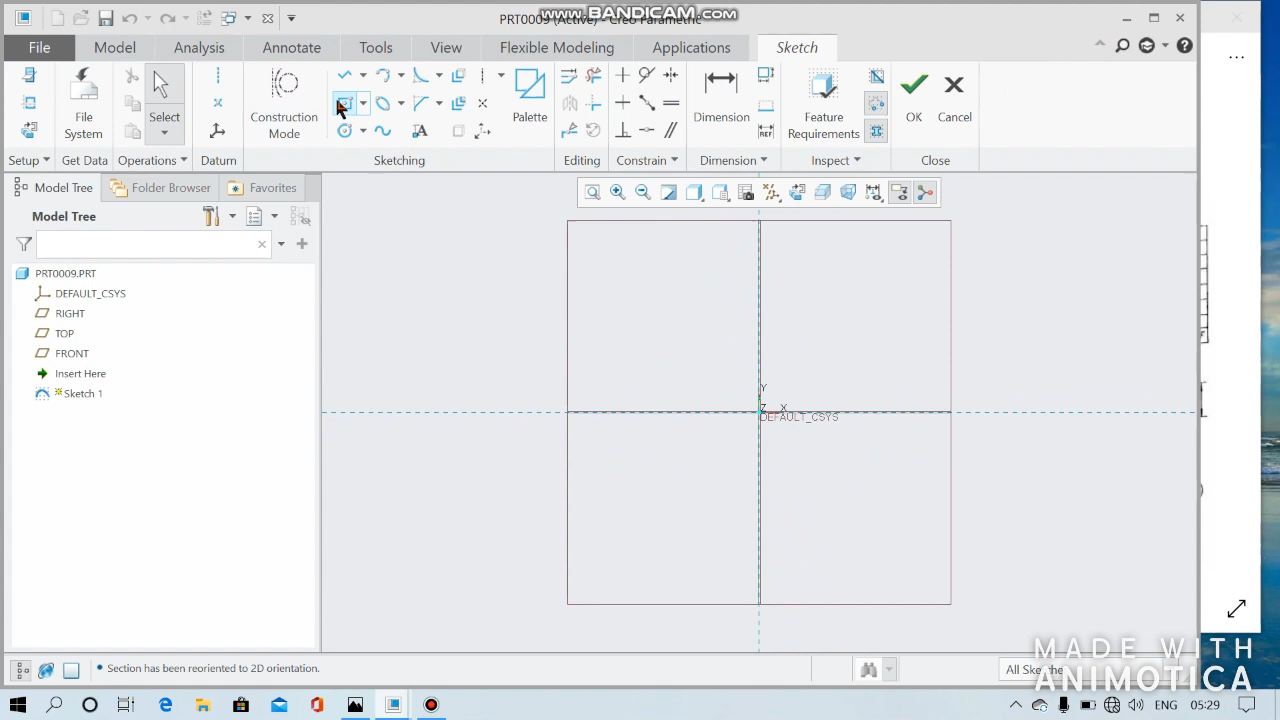 PRT0009 (Active) - Creo Parametric
www.BANDICAM.com
File Model Analysis Annotate Tools View Flexible Modeling Applications Sketch
File System
Select
Construction Mode
Palette
Dimension
Feature Requirements
OK
Cancel
Setup Get Data Operations Datum Sketching Editing Constrain Dimension Inspect Close
Model Tree Folder Browser Favorites
Model Tree
PRT0009.PRT
DEFAULT_CSYS
RIGHT
TOP
FRONT
Insert Here
Sketch 1
Y
Z X
DEFAULT_CSYS
• Section has been reoriented to 2D orientation.
All Sketche
MADE WITH
ANIMOTICA
ENG 05:29